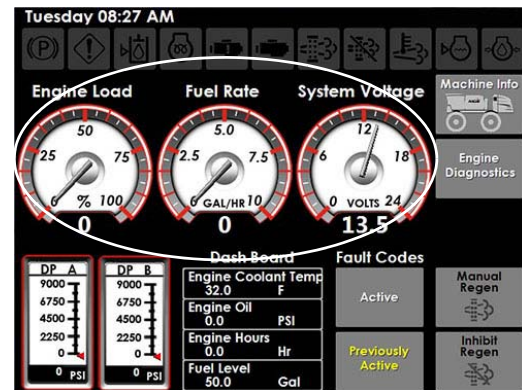 Tuesday 08:27 AM
(P)
Engine Load
Fuel Rate
System Voltage
Machine Info
50
25
75
0
%
100
0
5.0
2.5
7.5
0
GAL/HR
10
0
12
6
18
0
VOLTS
24
13.5
Engine
Diagnostics
DP A
9000
6750
4500
2250
0
0 PSI
DP B
9000
6750
4500
2250
0
0 PSI
Dash Board
Engine Coolant Temp
32.0 F
Engine Oil
0.0 PSI
Engine Hours
0.0 Hr
Fuel Level
50.0 Gal
Fault Codes
Active
Previously
Active
Manual
Regen
Inhibit
Regen